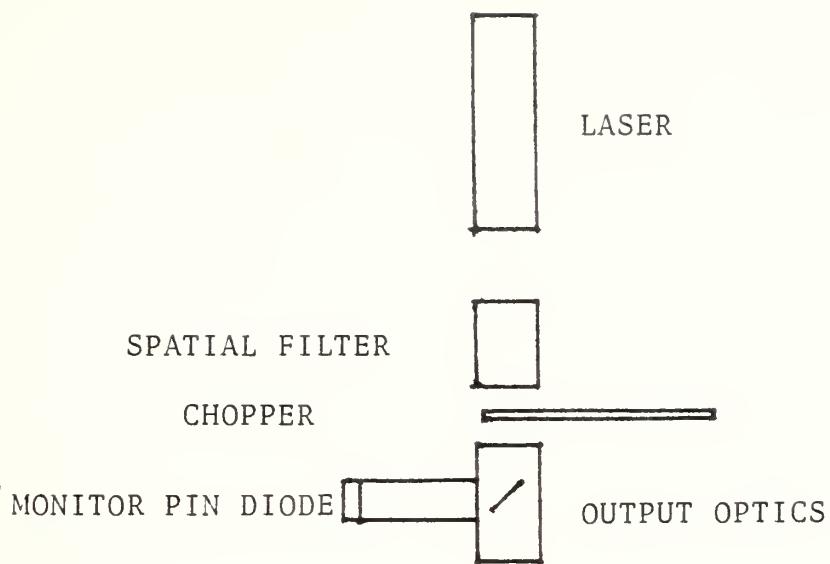 LASER
SPATIAL FILTER
CHOPPER
MONITOR PIN DIODE
OUTPUT OPTICS